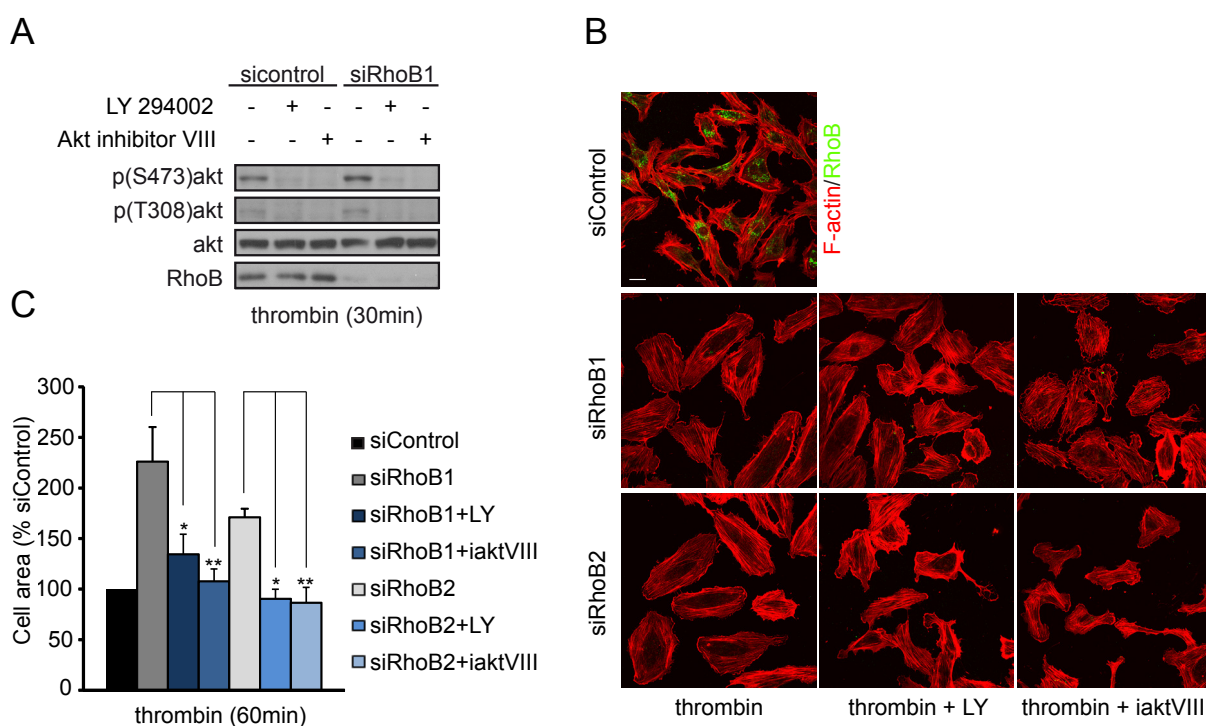 A
sicontrol siRhoB1
LY 294002 - + - - + -
Akt inhibitor VIII - - + - - +
p(S473)akt
p(T308)akt
akt
RhoB
thrombin (30min)
B
siControl
F-actin/RhoB
siRhoB1
siRhoB2
thrombin
thrombin + LY
thrombin + iaktVIII
C
Cell area (% siControl)
300
250
200
150
100
50
0
*
**
*
**
thrombin (60min)
siControl
siRhoB1
siRhoB1+LY
siRhoB1+iaktVIII
siRhoB2
siRhoB2+LY
siRhoB2+iaktVIII